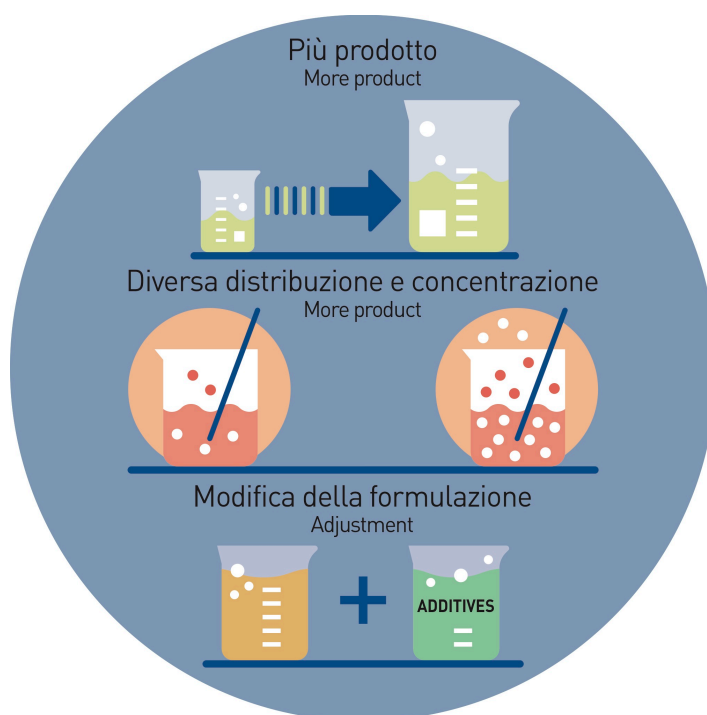 Più prodotto
More product
Diversa distribuzione e concentrazione
More product
Modifica della formulazione
Adjustment
ADDITIVES